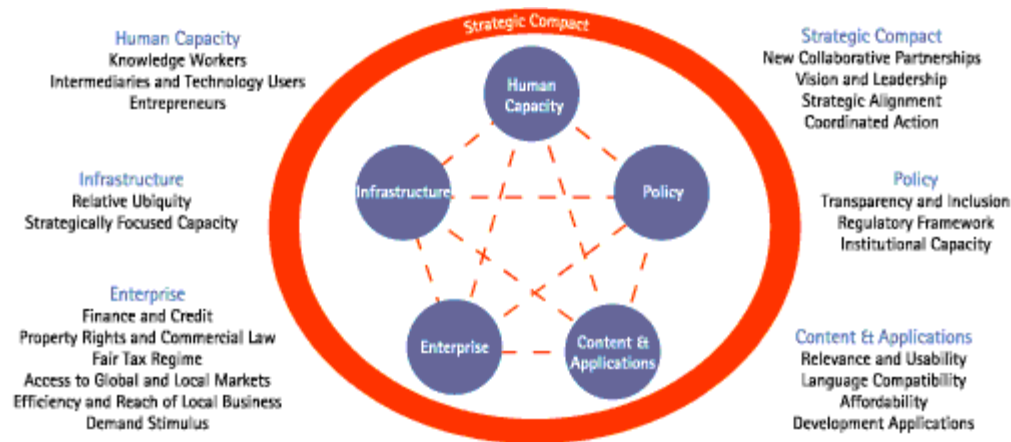 Strategic Compact
Human Capacity
Knowledge Workers
Intermediaries and Technology Users
Entrepreneurs
Infrastructure
Relative Ubiquity
Strategically Focused Capacity
Enterprise
Finance and Credit
Property Rights and Commercial Law
Fair Tax Regime
Access to Global and Local Markets
Efficiency and Reach of Local Business
Demand Stimulus
Human
Capacity
Infrastructure
Policy
Enterprise
Content &
Applications
Strategic Compact
New Collaborative Partnerships
Vision and Leadership
Strategic Alignment
Coordinated Action
Policy
Transparency and Inclusion
Regulatory Framework
Institutional Capacity
Content & Applications
Relevance and Usability
Language Compatibility
Affordability
Development Applications